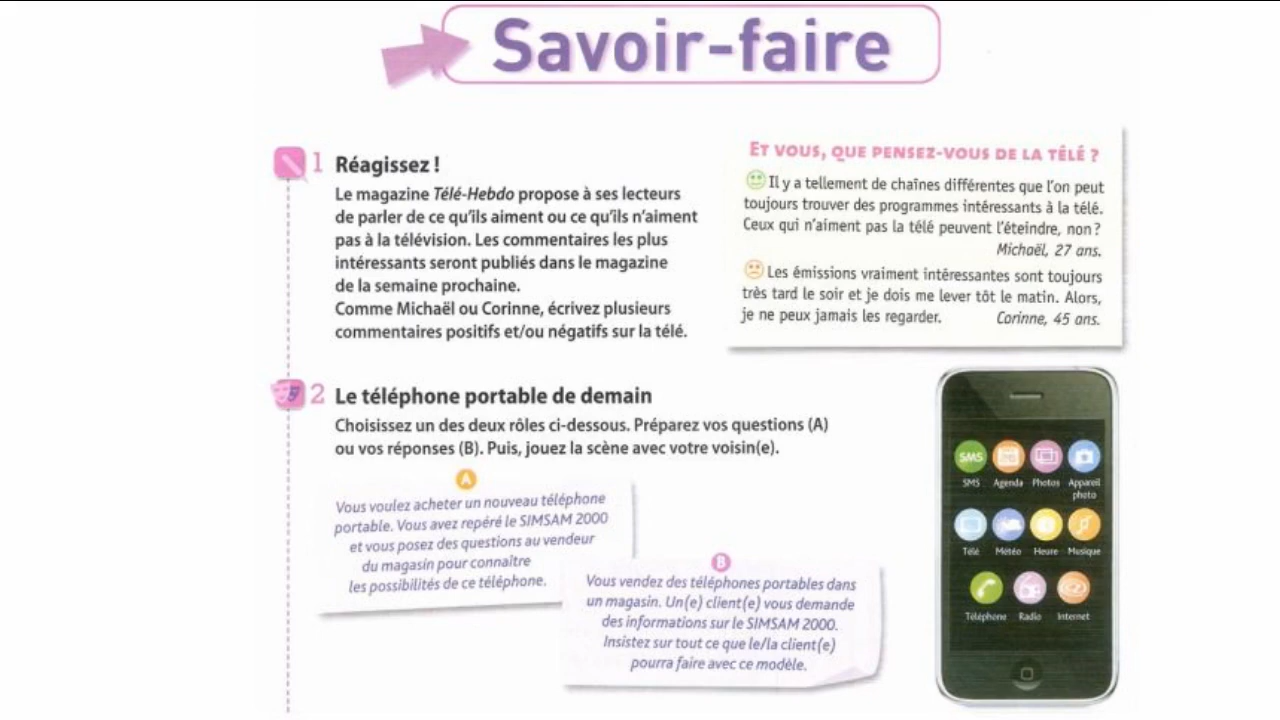 Savoir-faire
1 Réagissez !
Le magazine Télé-Hebdo propose à ses lecteurs
de parler de ce qu'ils aiment ou ce qu'ils n'aiment
pas à la télévision. Les commentaires les plus
intéressants seront publiés dans le magazine
de la semaine prochaine.
Comme Michaël ou Corinne, écrivez plusieurs
commentaires positifs et/ou négatifs sur la télé.
ET VOUS, QUE PENSEZ-VOUS DE LA TÉLÉ ?
Il y a tellement de chaînes différentes que l'on peut
toujours trouver des programmes intéressants à la télé.
Ceux qui n'aiment pas la télé peuvent l'éteindre, non ?
Michaël, 27 ans.
Les émissions vraiment intéressantes sont toujours
très tard le soir et je dois me lever tôt le matin. Alors,
je ne peux jamais les regarder. Corinne, 45 ans.
2 Le téléphone portable de demain
Choisissez un des deux rôles ci-dessous. Préparez vos questions (A)
ou vos réponses (B). Puis, jouez la scène avec votre voisin(e).
A
Vous voulez acheter un nouveau téléphone
portable. Vous avez repéré le SIMSAM 2000
et vous posez des questions au vendeur
du magasin pour connaître
les possibilités de ce téléphone.
B
Vous vendez des téléphones portables dans
un magasin. Un(e) client(e) vous demande
des informations sur le SIMSAM 2000.
Insistez sur tout ce que le/la client(e)
pourra faire avec ce modèle.
SMS
SMS Agenda Photos Appareil
photo
Télé Météo Heure Musique
Téléphone Radio Internet